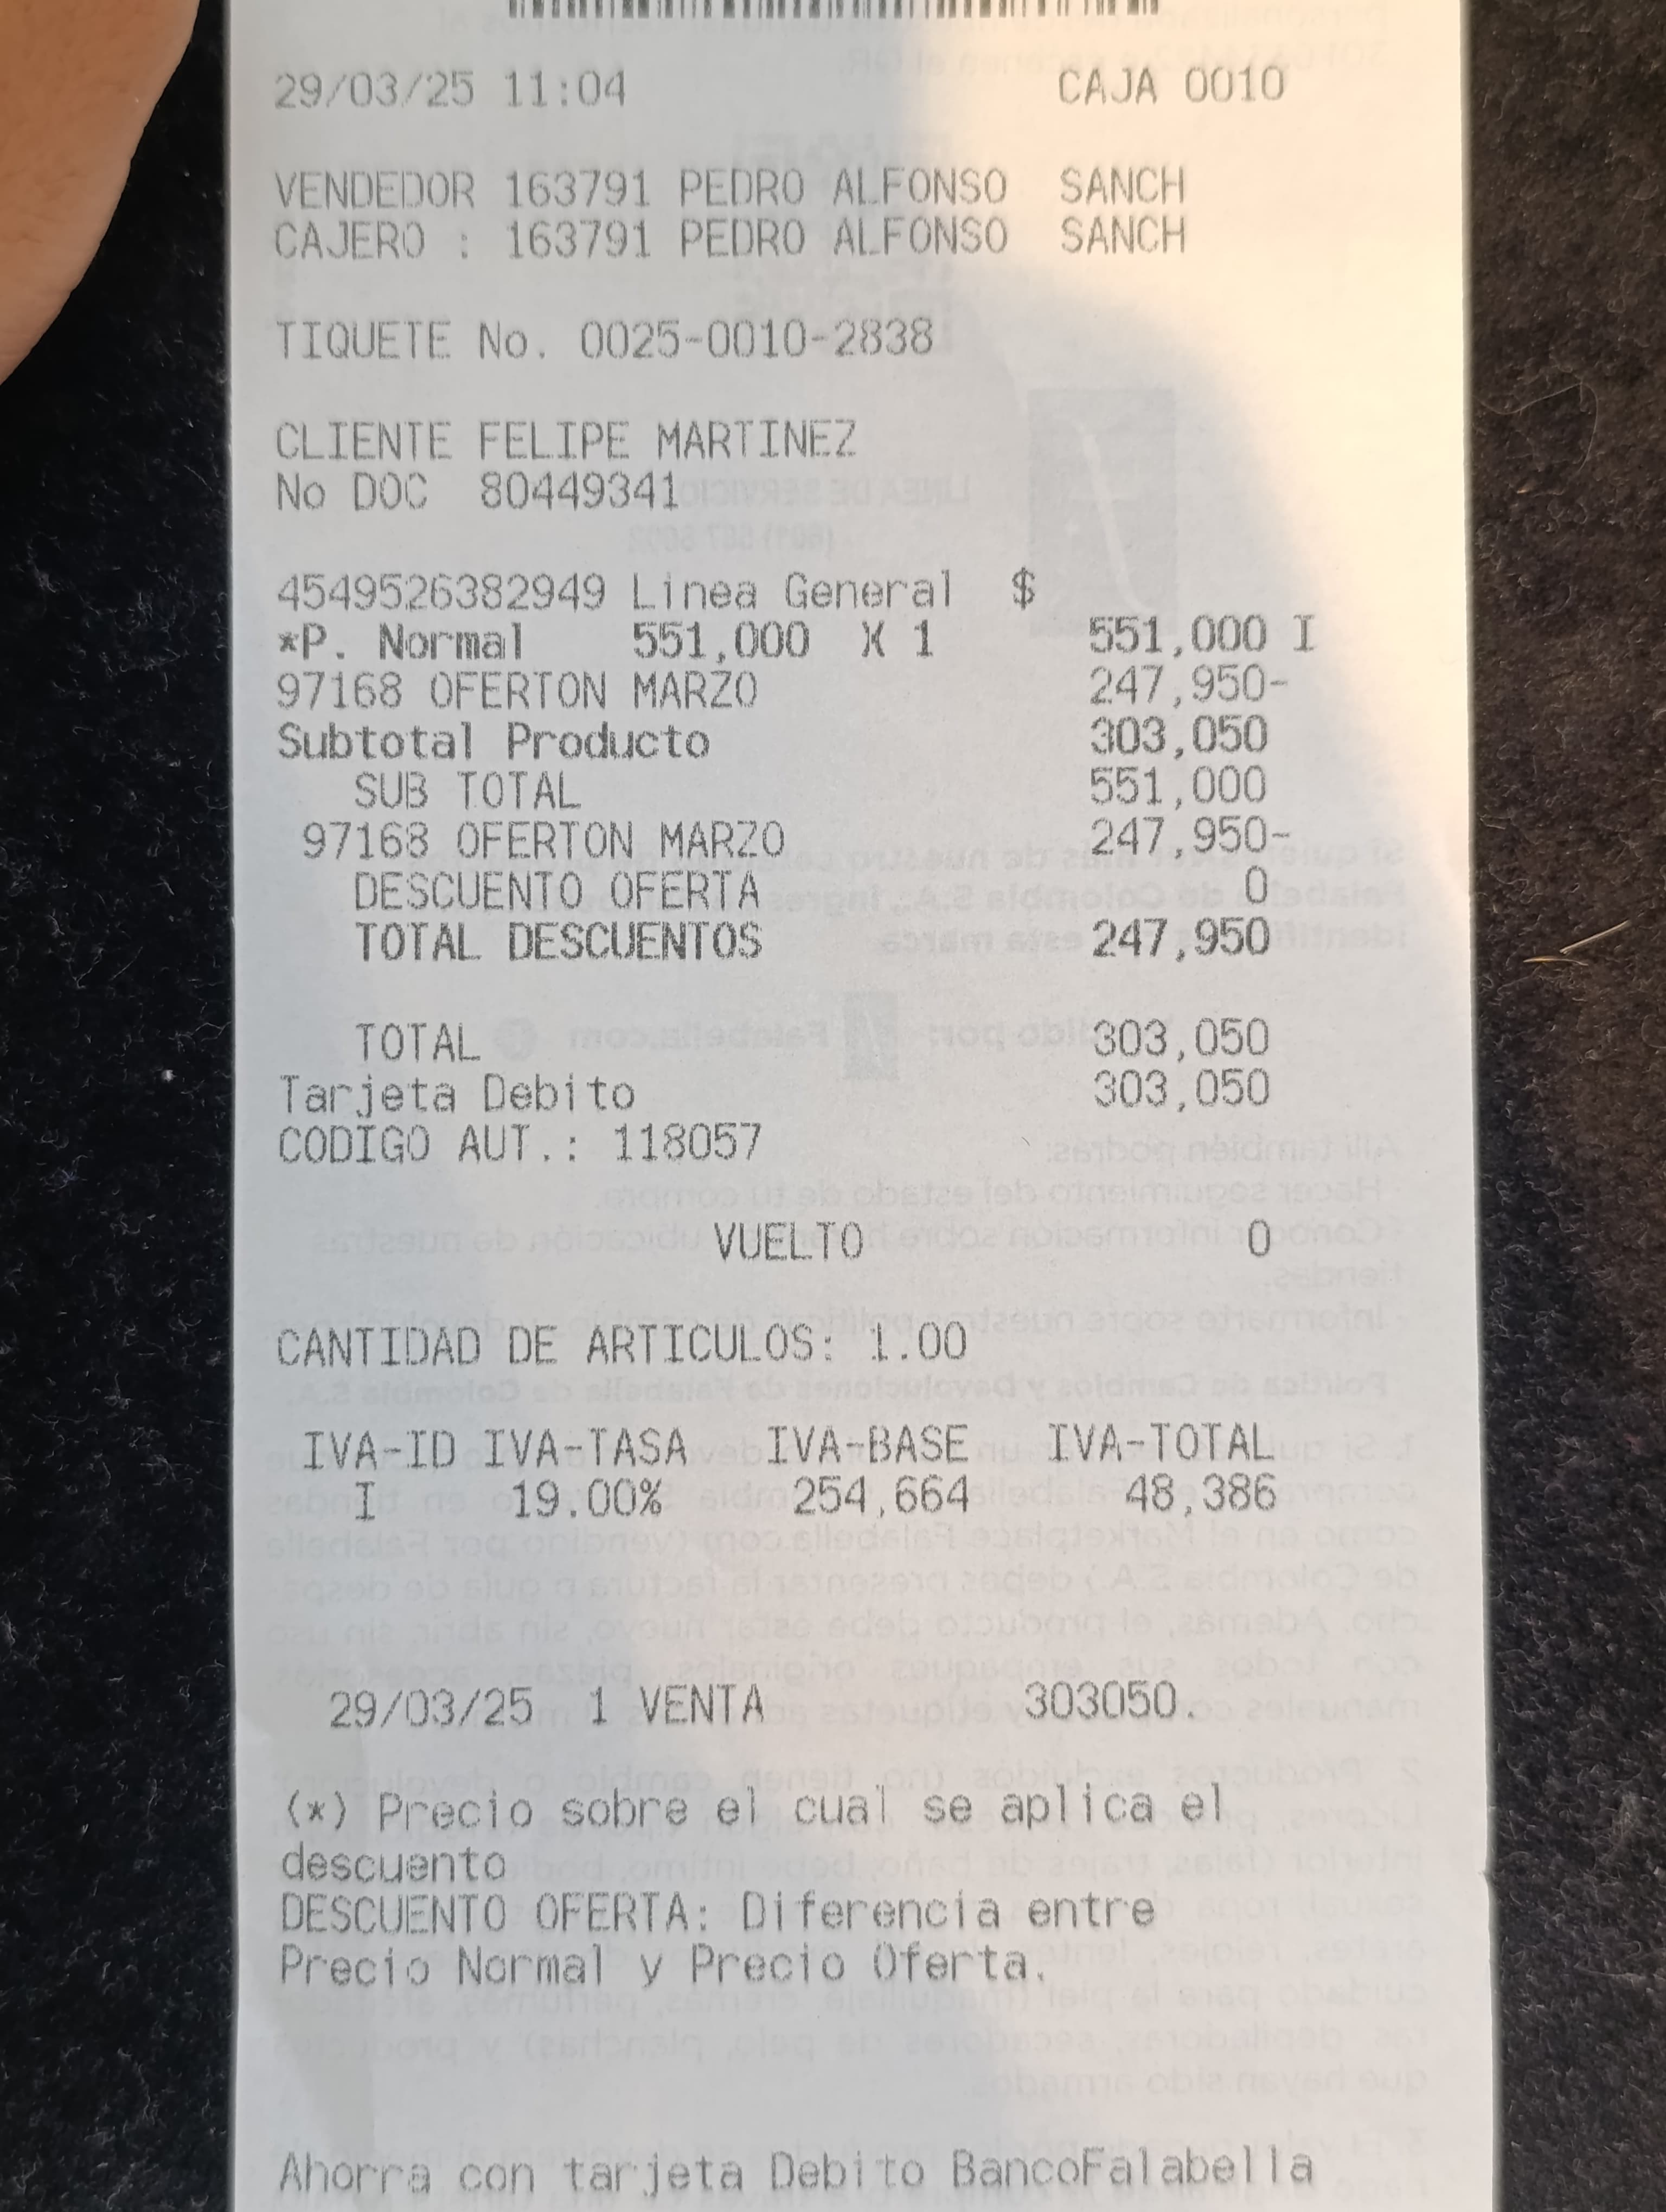 29/03/25 11:04 CAJA 0010
VENDEDOR 163791 PEDRO ALFONSO SANCH
CAJERO : 163791 PEDRO ALFONSO SANCH
TIQUETE No. 0025-0010-2838
CLIENTE FELIPE MARTINEZ
No DOC 80449341
4549526382949 Linea General $
*P. Normal 551,000 X 1 551,000 I
97168 OFERTON MARZO 247,950-
Subtotal Producto 303,050
SUB TOTAL 551,000
97168 OFERTON MARZO 247,950-
DESCUENTO OFERTA 0
TOTAL DESCUENTOS 247,950
TOTAL 303,050
Tarjeta Debito 303,050
CODIGO AUT.: 118057
VUELTO 0
CANTIDAD DE ARTICULOS: 1.00
IVA-ID IVA-TASA IVA-BASE IVA-TOTAL
I 19.00% 254,664 48,386
29/03/25 1 VENTA 303050.
(*) Precio sobre el cual se aplica el
descuento
DESCUENTO OFERTA: Diferencia entre
Precio Normal y Precio Oferta.
Ahorra con tarjeta Debito BancoFalabella